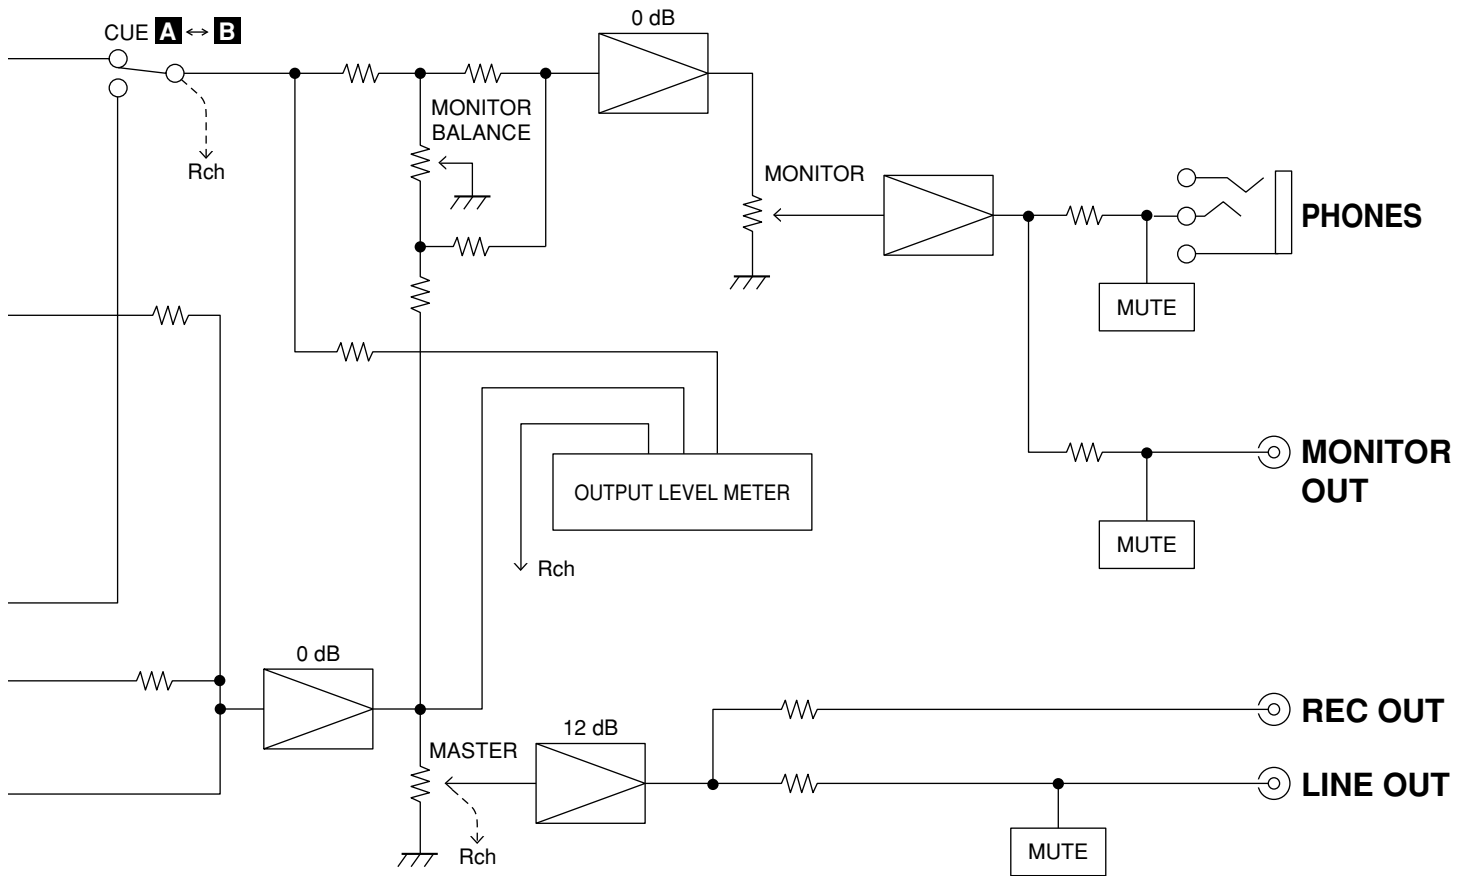 0 dB
CUE A ↔ B
MONITOR
BALANCE
Rch
MONITOR
PHONES
MUTE
MONITOR
OUT
OUTPUT LEVEL METER
MUTE
Rch
0 dB
REC OUT
12 dB
MASTER
LINE OUT
Rch
MUTE